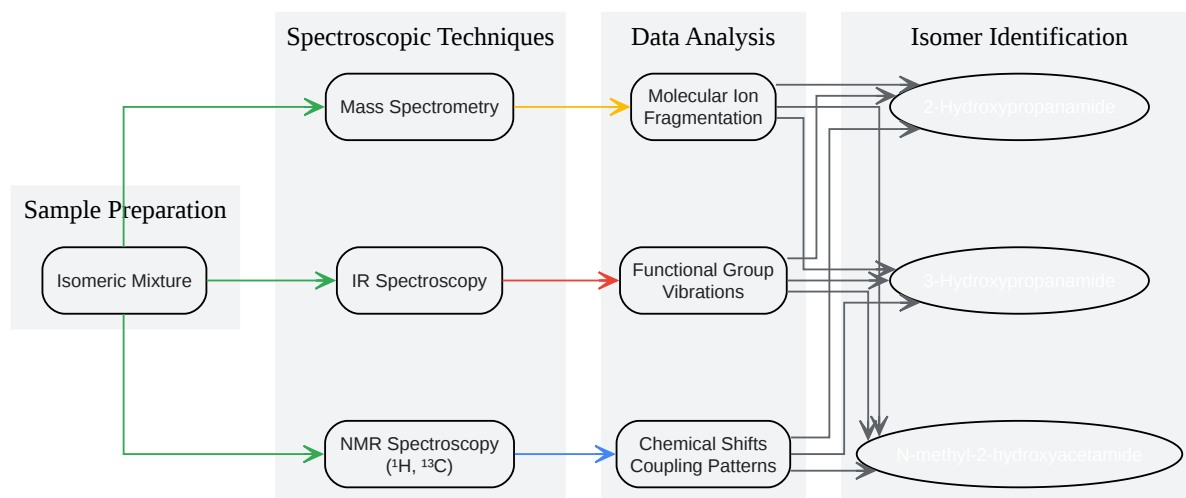 Spectroscopic Techniques
Data Analysis
Isomer Identification
Mass Spectrometry
Molecular Ion
Fragmentation
2-Hydroxypropanamide
Sample Preparation
Isomeric Mixture
IR Spectroscopy
Functional Group
Vibrations
3-Hydroxypropanamide
NMR Spectroscopy
(¹H, ¹³C)
Chemical Shifts
Coupling Patterns
N-methyl-2-hydroxyacetamide